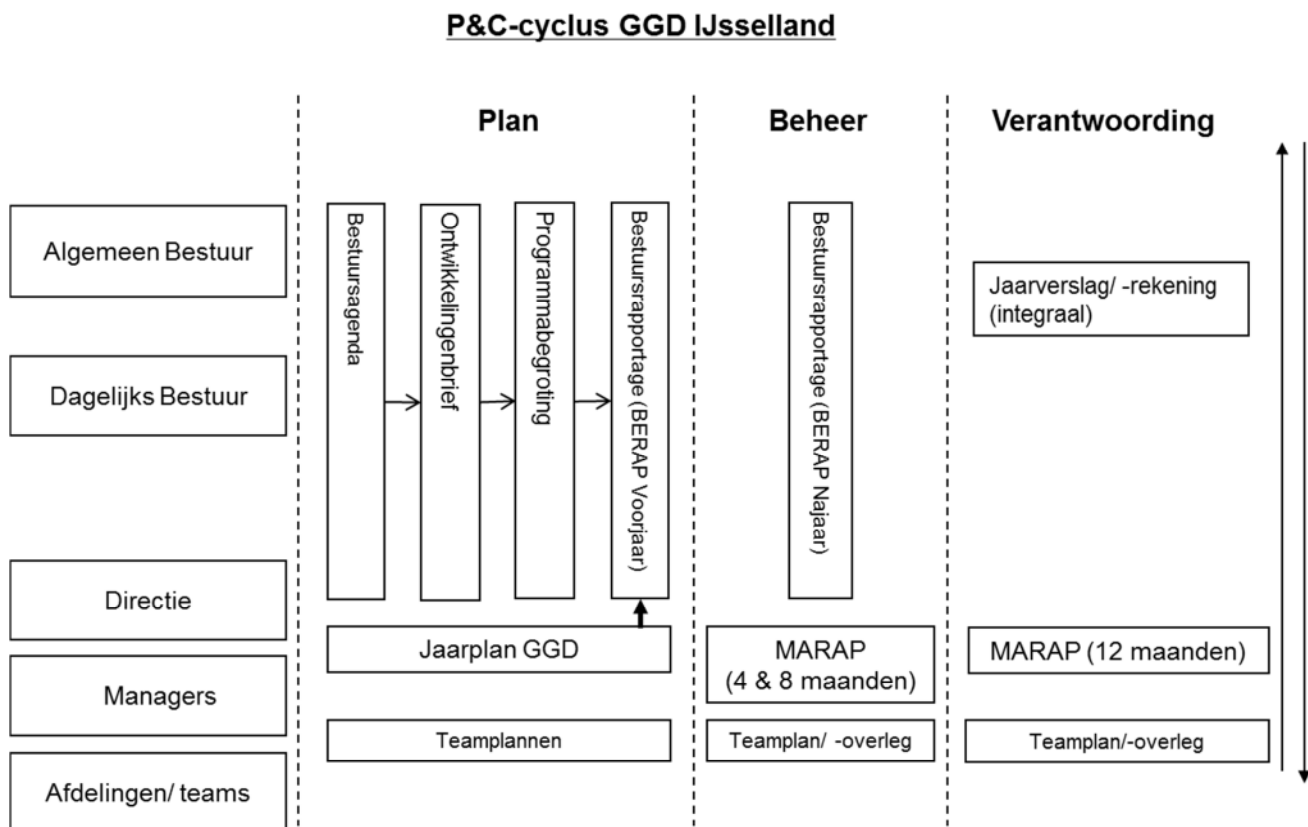 P&C-cyclus GGD IJsselland
Plan
Beheer
Verantwoording
Algemeen Bestuur
Dagelijks Bestuur
Directie
Managers
Afdelingen/ teams
Bestuursagenda
Ontwikkelingenbrief
Programmabegroting
Bestuursrapportage (BERAP Voorjaar)
Jaarplan GGD
Teamplannen
Bestuursrapportage (BERAP Najaar)
MARAP
(4 & 8 maanden)
Teamplan/ -overleg
Jaarverslag/ -rekening
(integraal)
MARAP (12 maanden)
Teamplan/-overleg